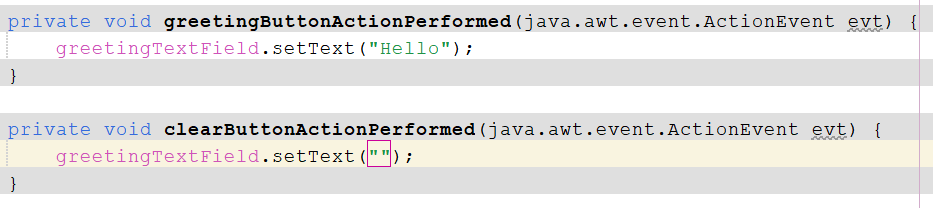 private void greetingButtonActionPerformed(java.awt.event.ActionEvent evt) {
greetingTextField.setText("Hello");
}
private void clearButtonActionPerformed(java.awt.event.ActionEvent evt) {
greetingTextField.setText("");
}